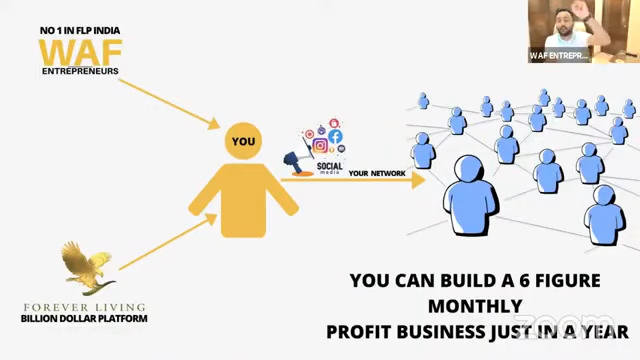 NO 1 IN FLP INDIA
WAF
ENTREPRENEURS
WAF ENTREPR...
YOU
SOCIAL
media
YOUR NETWORK
FOREVER LIVING
BILLION DOLLAR PLATFORM
YOU CAN BUILD A 6 FIGURE
MONTHLY
PROFIT BUSINESS JUST IN A YEAR
zoom